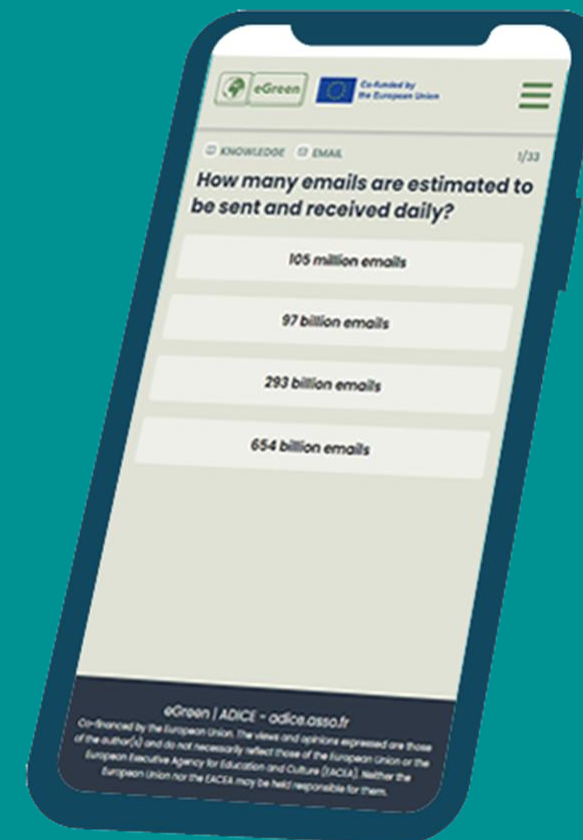 eGreen
Co-funded by
the European Union
KNOWLEDGE EMAIL 1/33
How many emails are estimated to
be sent and received daily?
105 million emails
97 billion emails
293 billion emails
654 billion emails
eGreen | ADICE - adice.asso.fr
Co-financed by the European Union. The views and opinions expressed are those
of the author(s) and do not necessarily reflect those of the European Union or the
European Executive Agency for Education and Culture (EACEA). Neither the
European Union nor the EACEA may be held responsible for them.